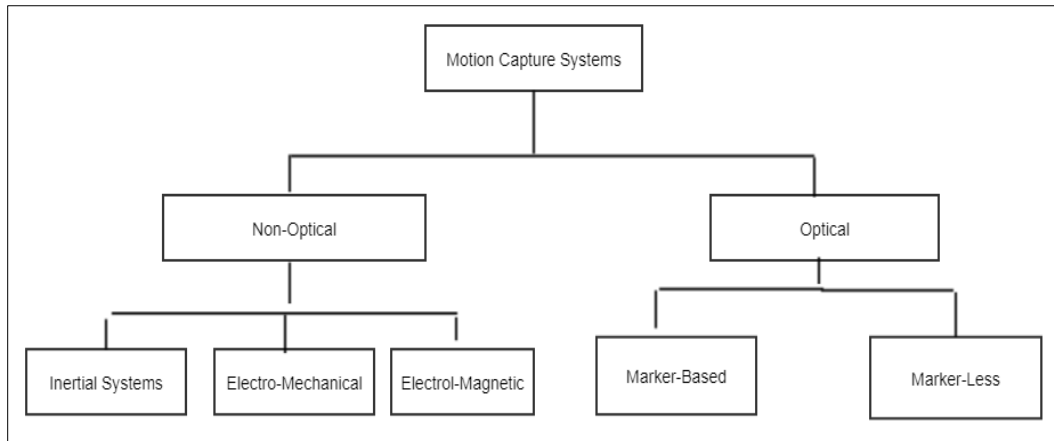 Motion Capture Systems
Non-Optical
Optical
Inertial Systems
Electro-Mechanical
Electrol-Magnetic
Marker-Based
Marker-Less